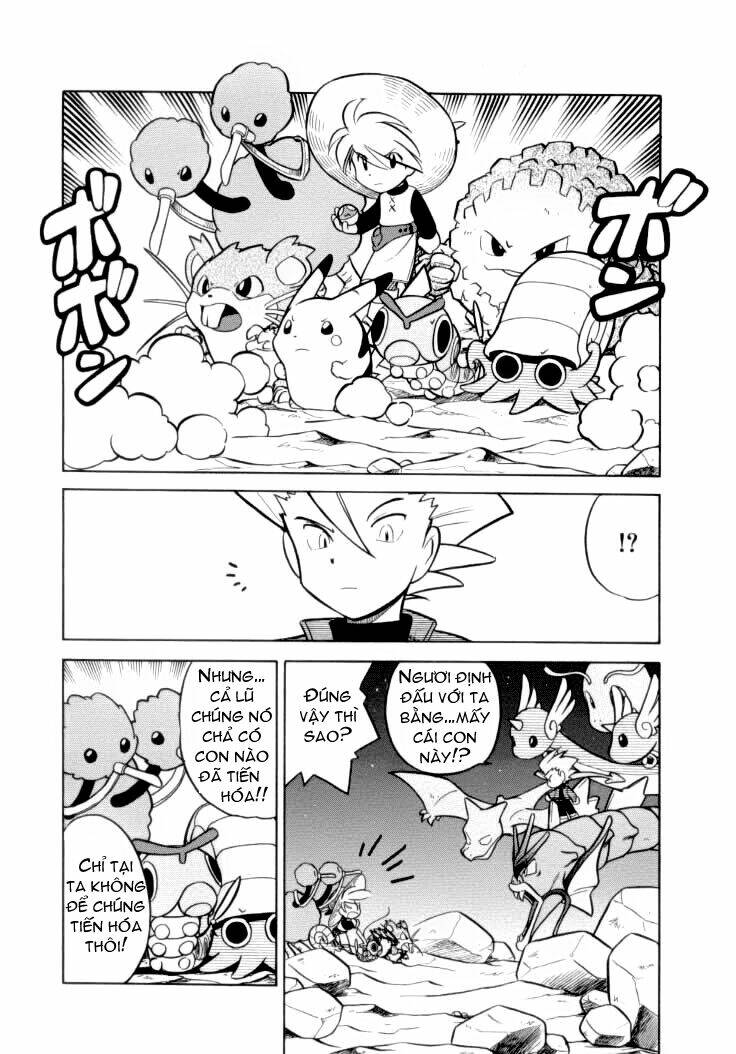 ボボボン
ボン
!?
NGƯƠI ĐỊNH
ĐẤU VỚI TA
BẰNG...MẤY
CÁI CON
NÀY!?
ĐÚNG
VẬY THÌ
SAO?
NHƯNG...
CẢ LŨ
CHÚNG NÓ
CHẢ CÓ
CON NÀO
ĐÃ TIẾN
HÓA!!
CHỈ TẠI
TA KHÔNG
ĐỂ CHÚNG
TIẾN HÓA
THÔI!